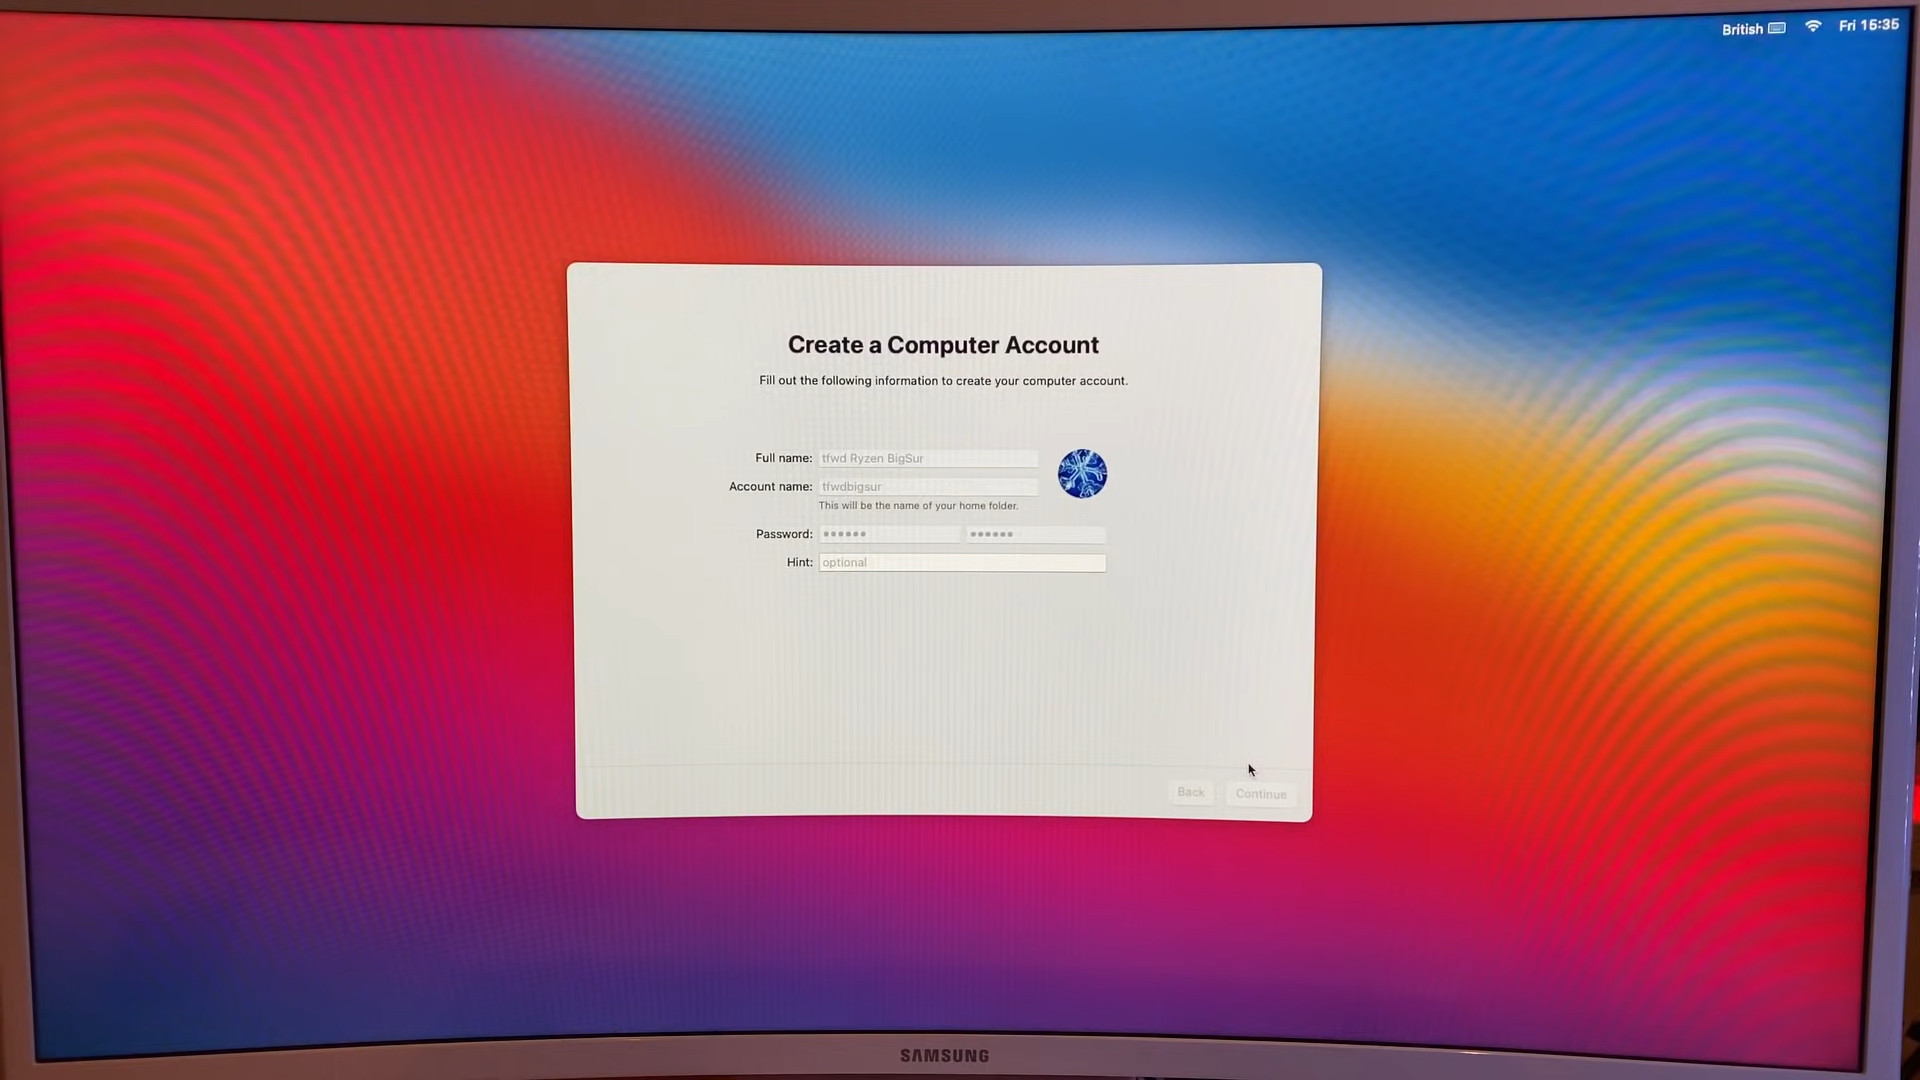 British Fri 15:35
Create a Computer Account
Fill out the following information to create your computer account.
Full name: tfwd Ryzen BigSur
Account name: tfwdbigsur
This will be the name of your home folder.
Password: •••••• ••••••
Hint: optional
Back Continue
SAMSUNG